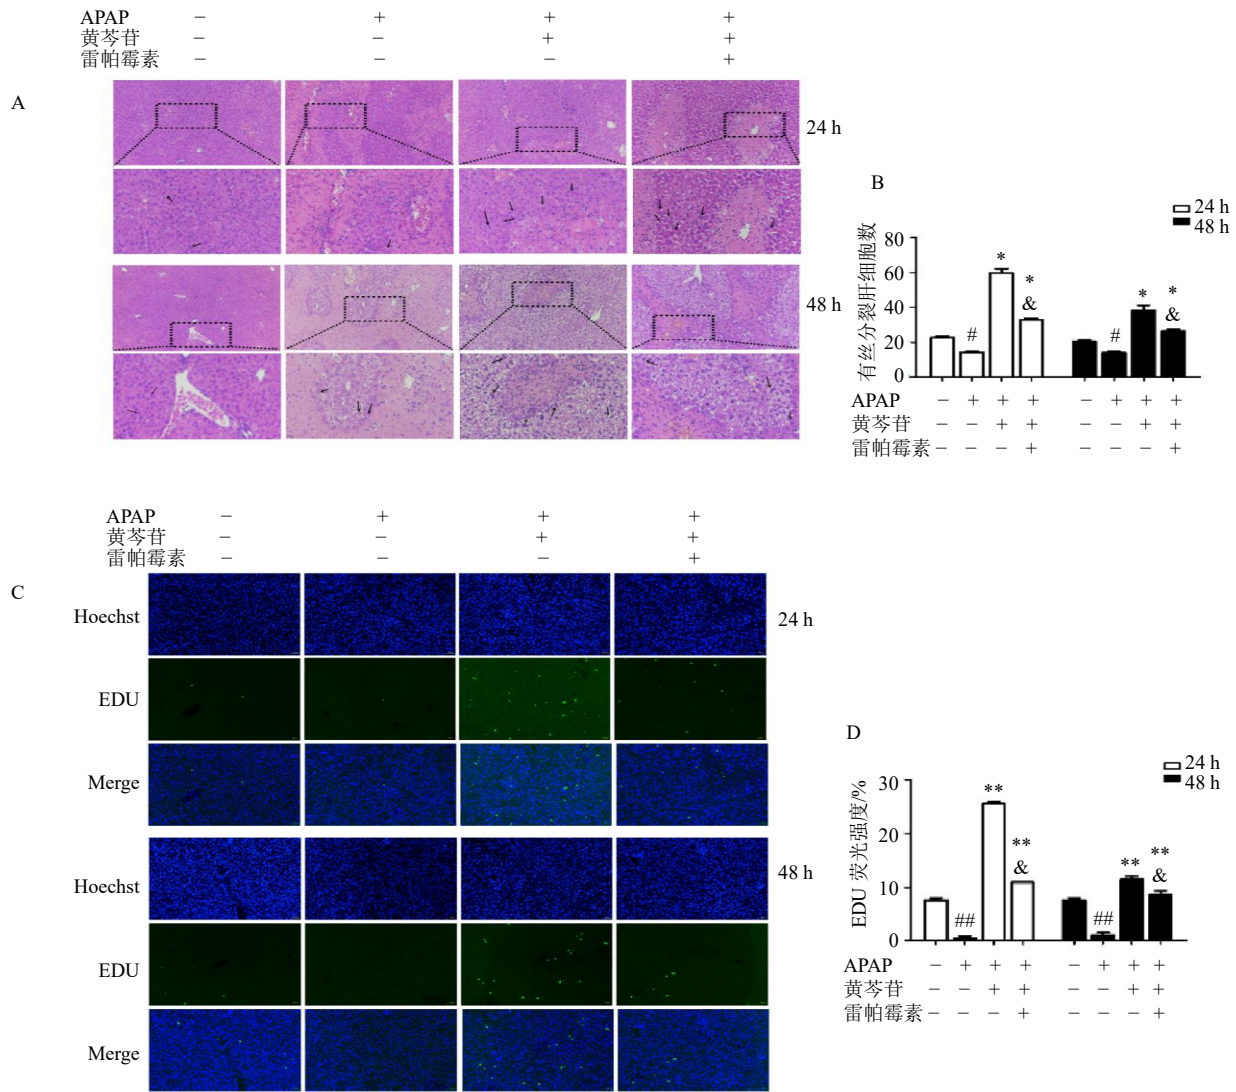 APAP − + + +
黄芩苷 − − + +
雷帕霉素 − − − +
A
24 h
48 h
B
24 h
48 h
有丝分裂肝细胞数
80
60
40
20
0
# * * &
# * * &
APAP − + + + − + + +
黄芩苷 − − + + − − + +
雷帕霉素 − − − + − − − +
APAP − + + +
黄芩苷 − − + +
雷帕霉素 − − − +
C
Hoechst
24 h
EDU
Merge
Hoechst
48 h
EDU
Merge
D
24 h
48 h
EDU 荧光强度/%
30
20
10
0
## ** ** &
## ** ** &
APAP − + + + − + + +
黄芩苷 − − + + − − + +
雷帕霉素 − − − + − − − +